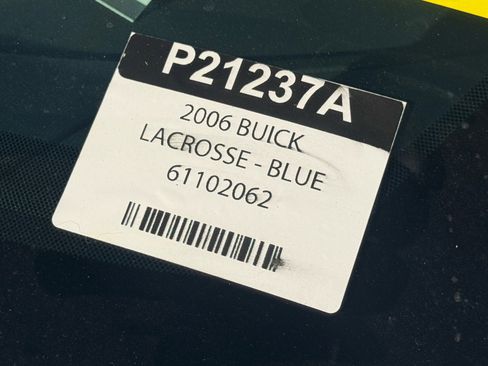 P21237A
2006 BUICK
LACROSSE - BLUE
61102062